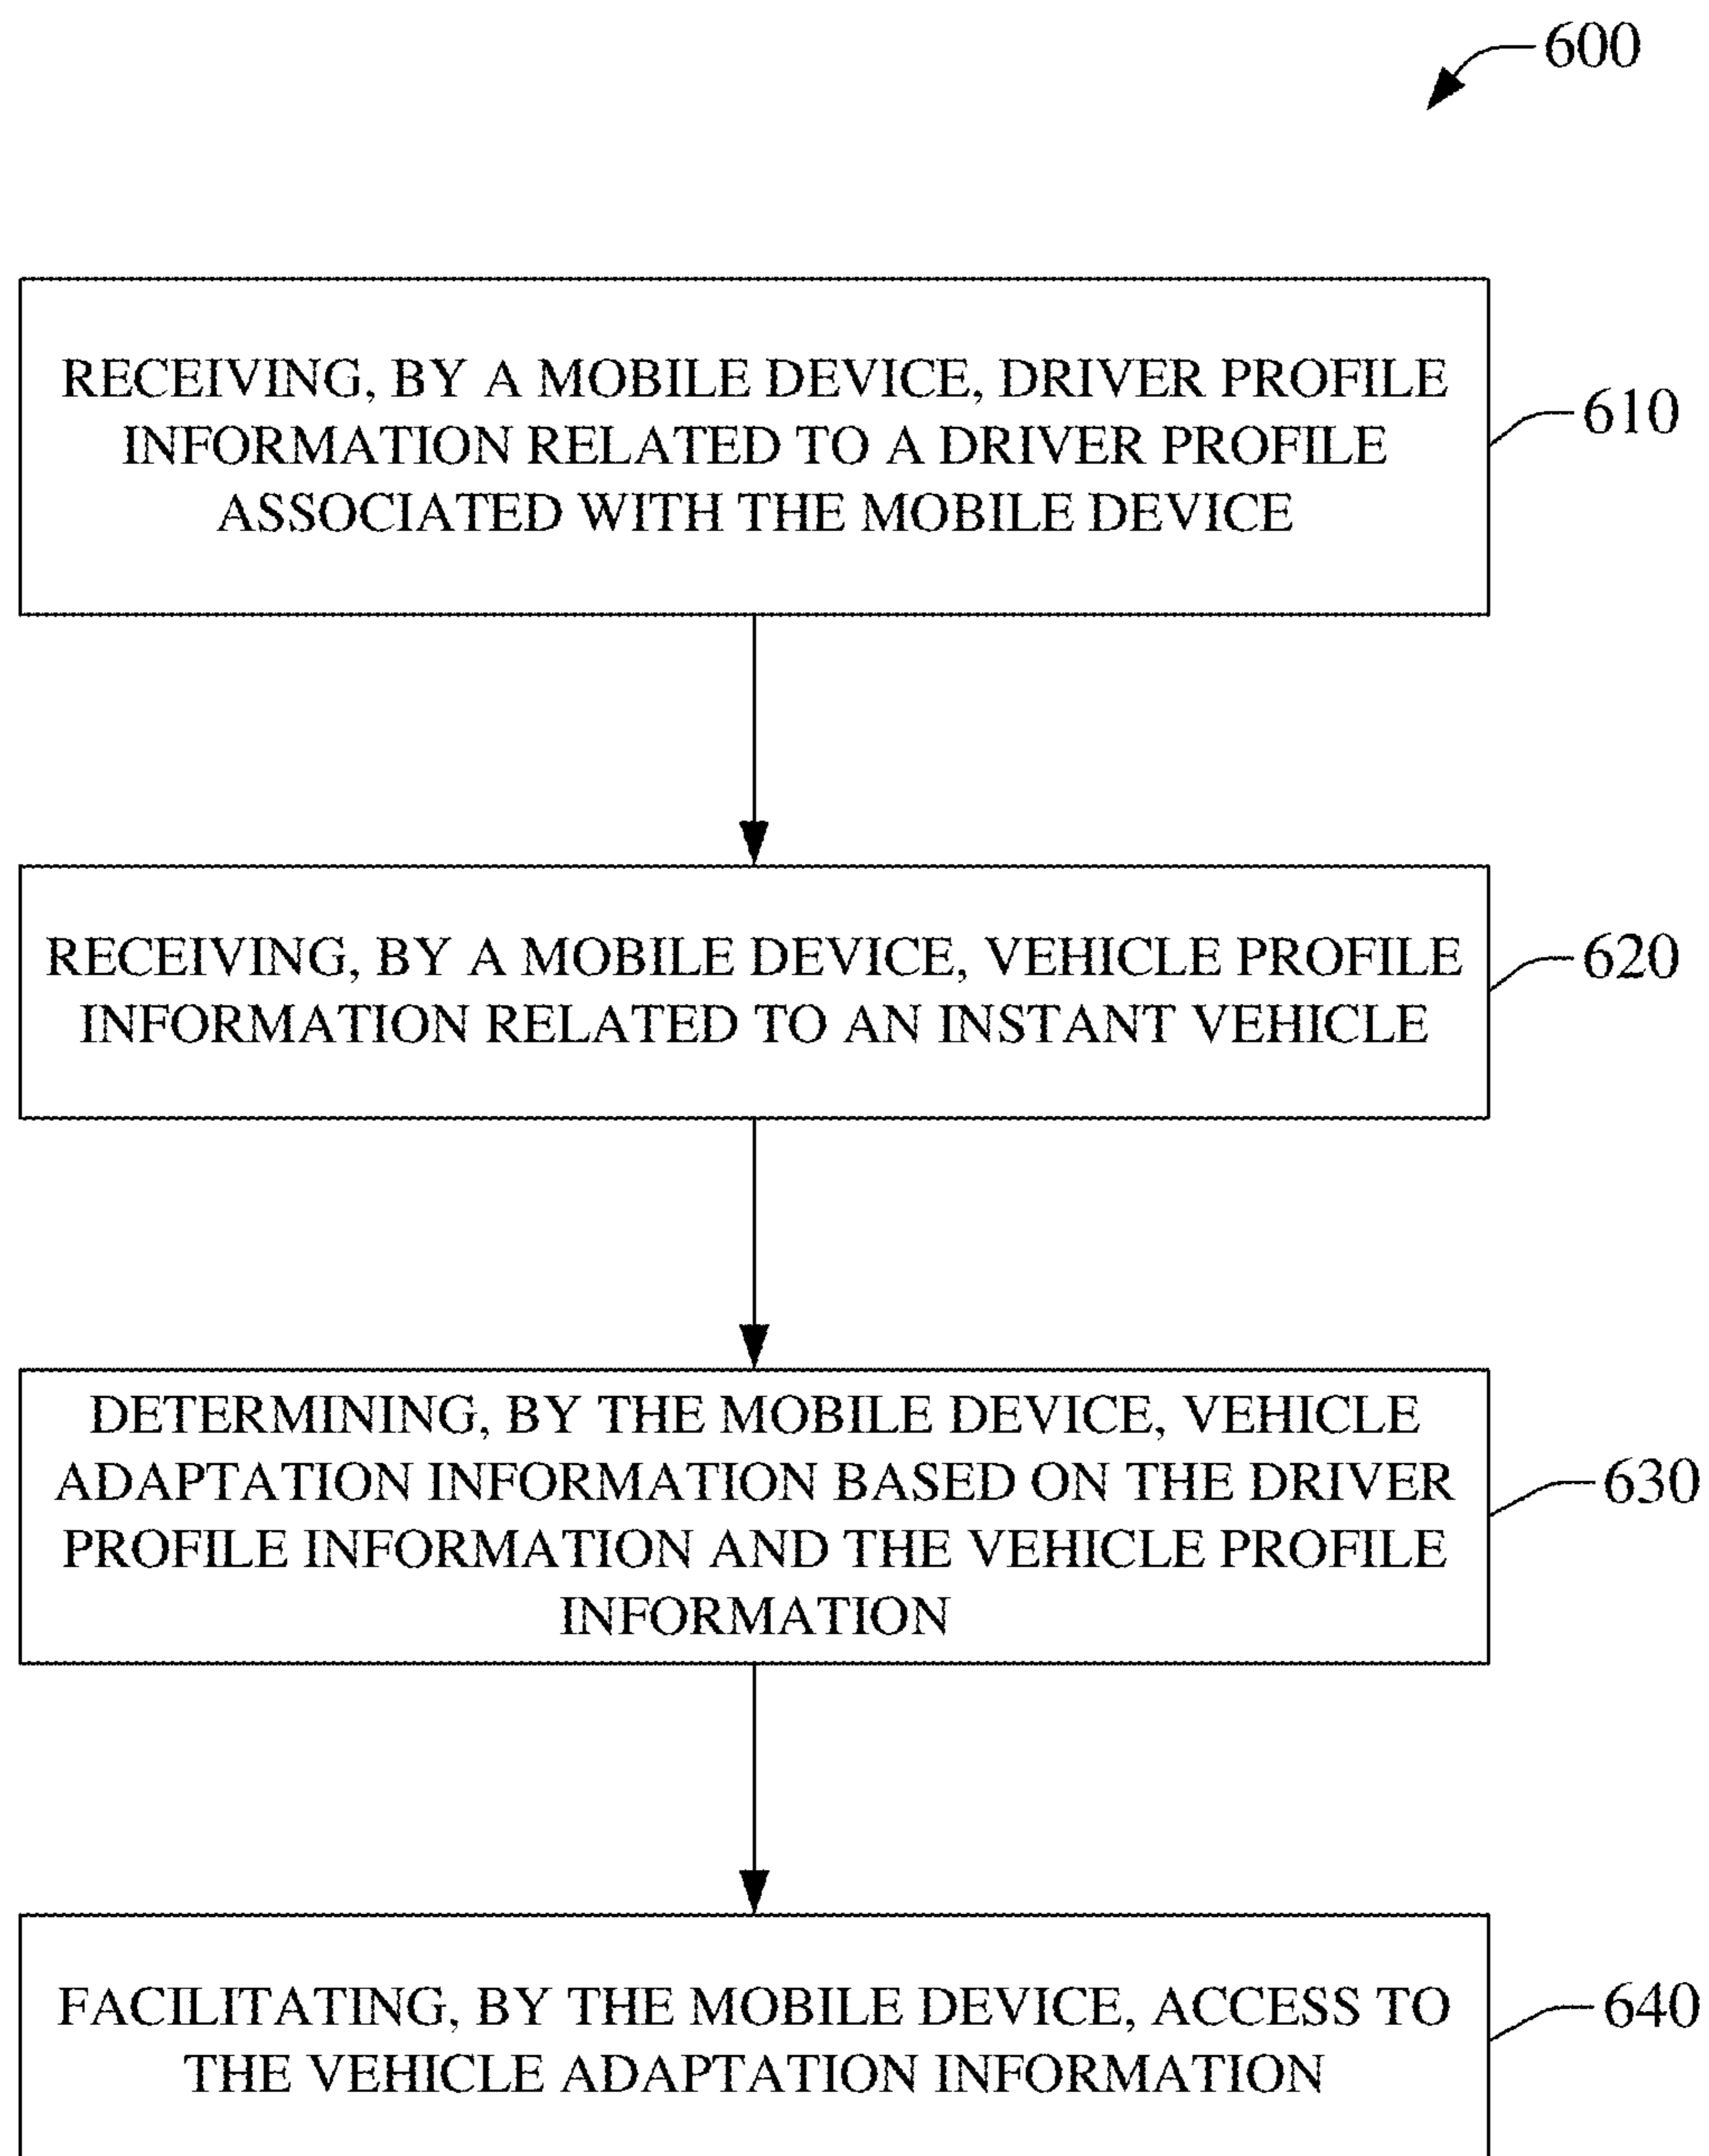 600
RECEIVING, BY A MOBILE DEVICE, DRIVER PROFILE
INFORMATION RELATED TO A DRIVER PROFILE
ASSOCIATED WITH THE MOBILE DEVICE
610
RECEIVING, BY A MOBILE DEVICE, VEHICLE PROFILE
INFORMATION RELATED TO AN INSTANT VEHICLE
620
DETERMINING, BY THE MOBILE DEVICE, VEHICLE
ADAPTATION INFORMATION BASED ON THE DRIVER
PROFILE INFORMATION AND THE VEHICLE PROFILE
INFORMATION
630
FACILITATING, BY THE MOBILE DEVICE, ACCESS TO
THE VEHICLE ADAPTATION INFORMATION
640